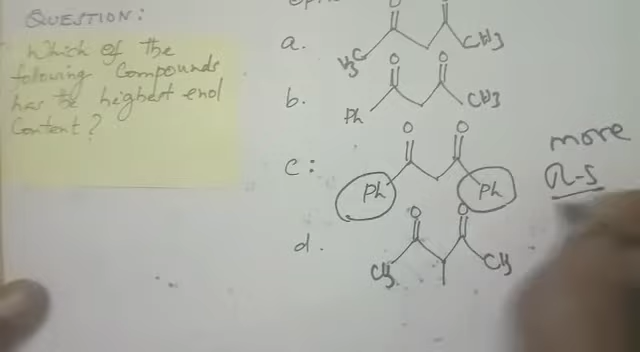 QUESTION:
Which of the
following Compounds
has the highest enol
Content?
a.
O
O
H3C
CH3
b.
O
O
Ph
CH3
c:
O
O
Ph
Ph
more
d.
O
O
CH3
CH3